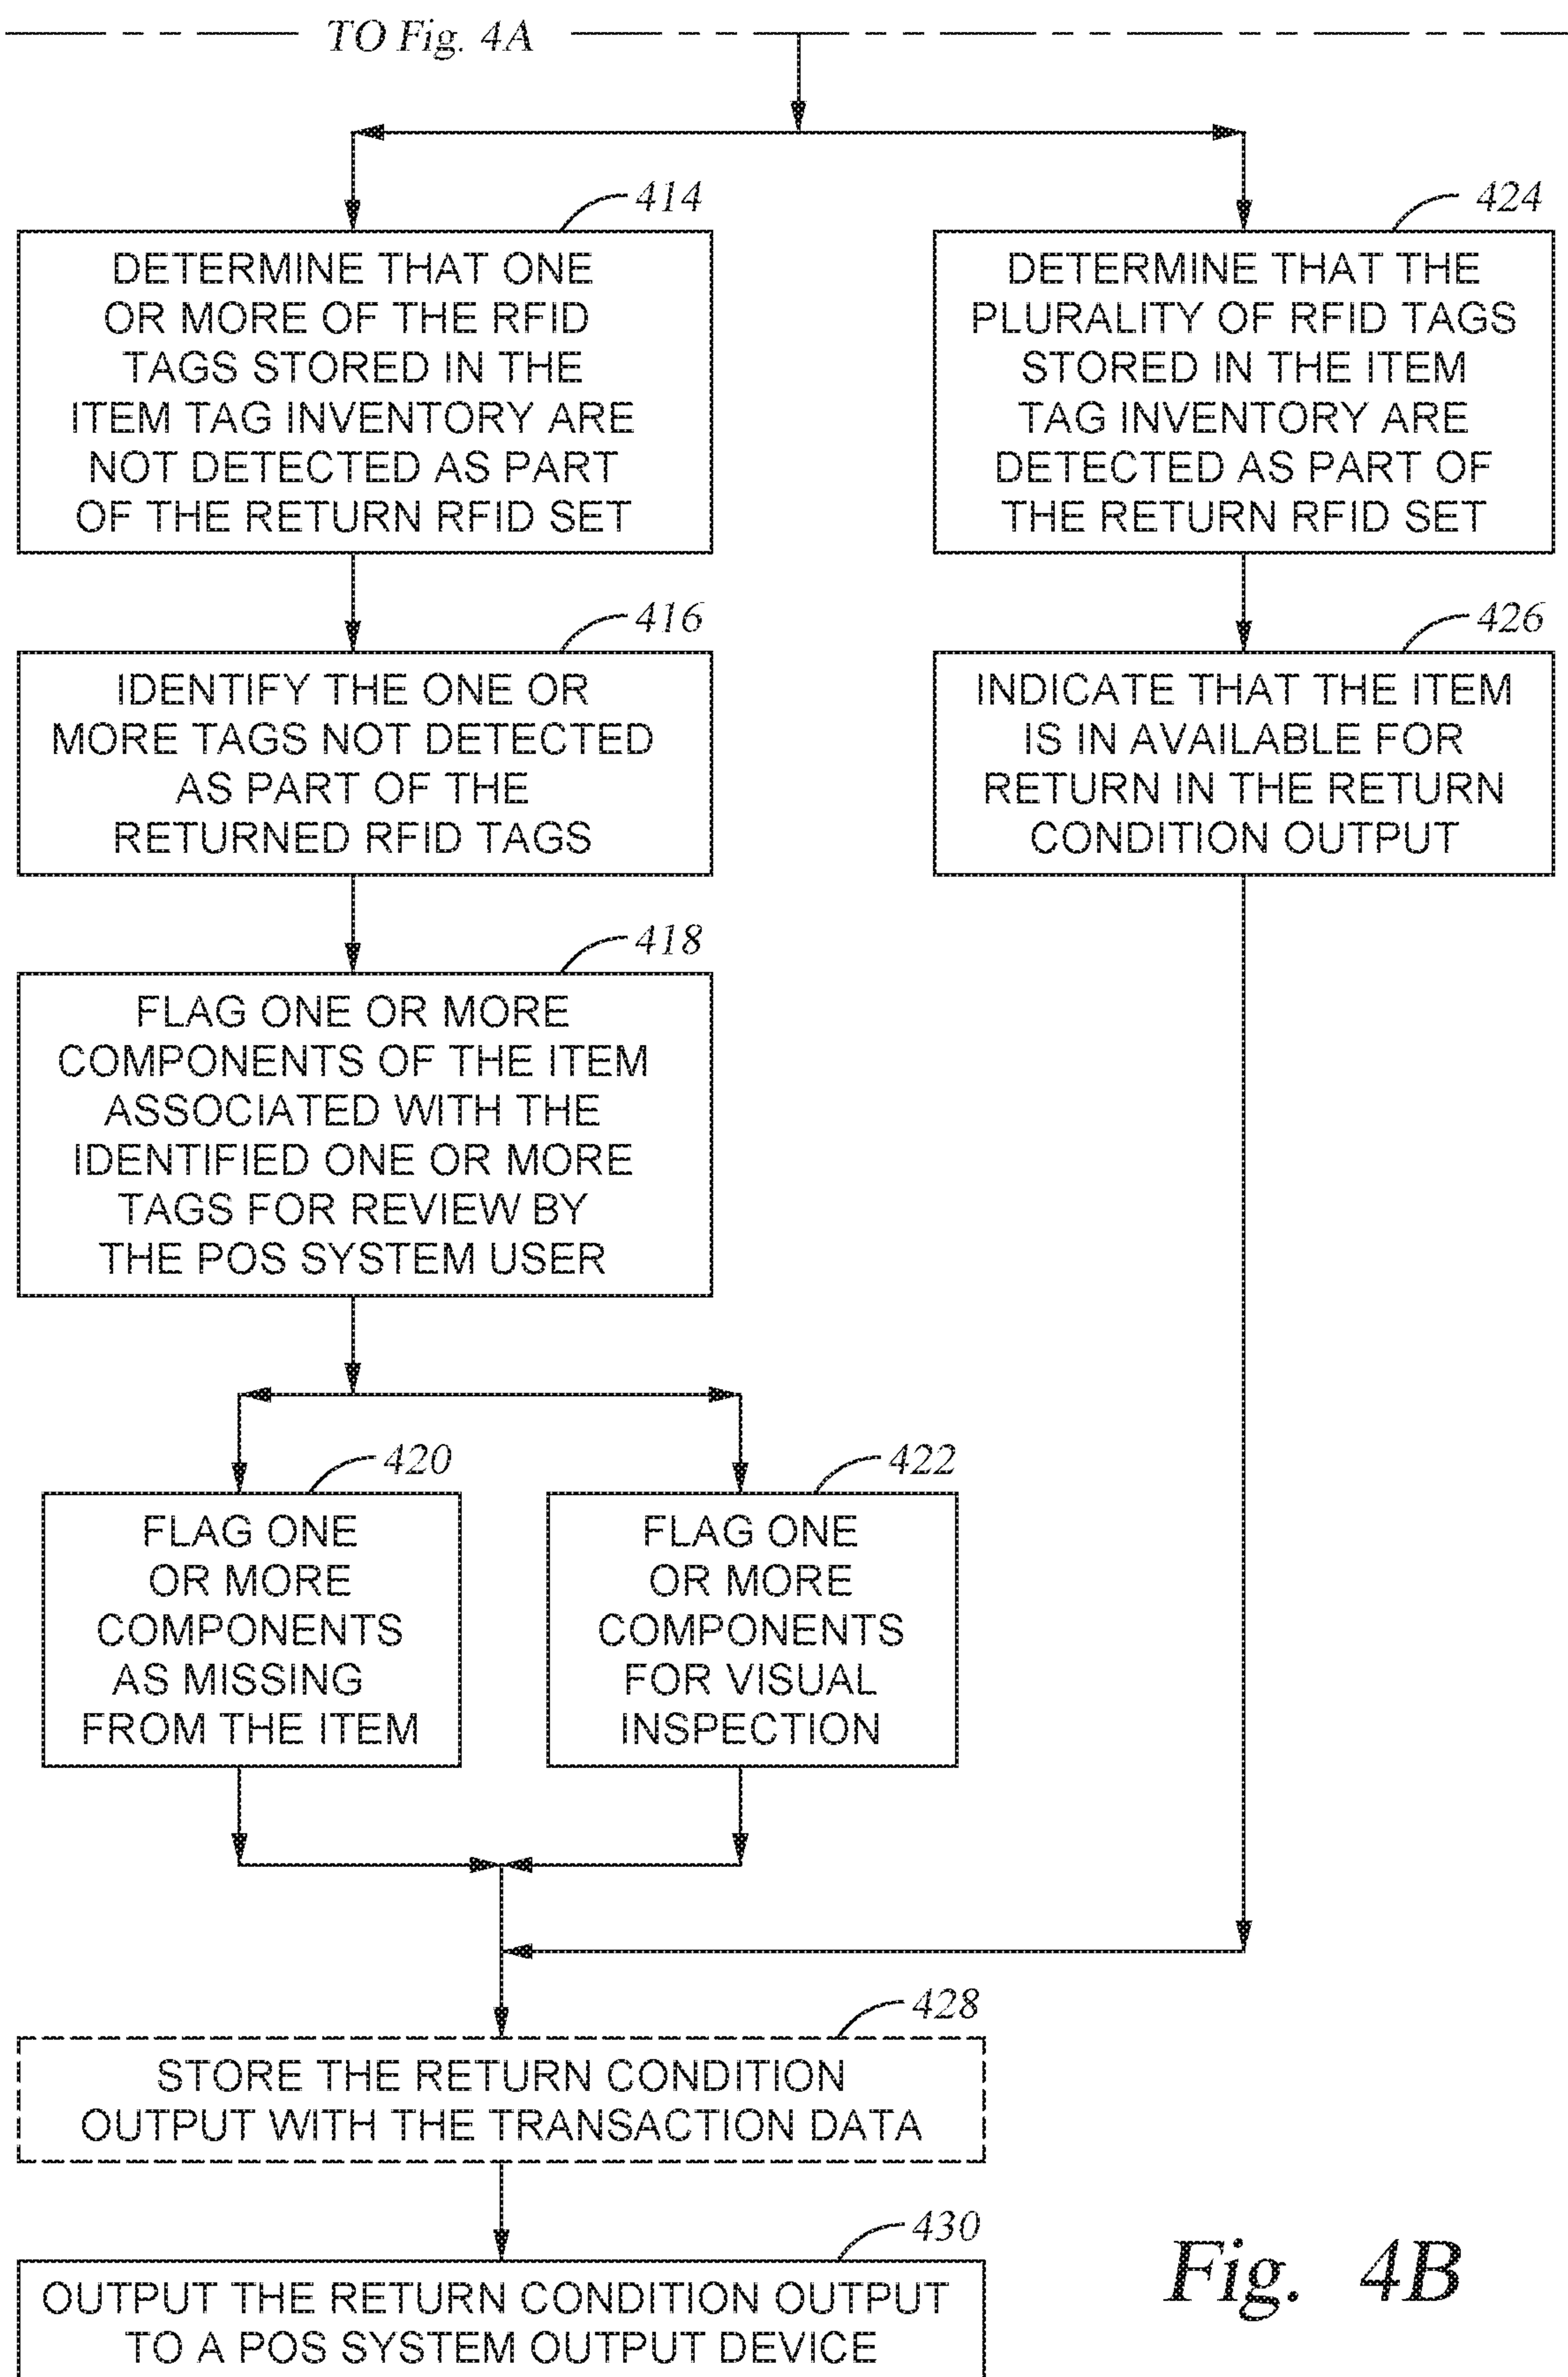 TO Fig. 4A
414
DETERMINE THAT ONE
OR MORE OF THE RFID
TAGS STORED IN THE
ITEM TAG INVENTORY ARE
NOT DETECTED AS PART
OF THE RETURN RFID SET
424
DETERMINE THAT THE
PLURALITY OF RFID TAGS
STORED IN THE ITEM
TAG INVENTORY ARE
DETECTED AS PART OF
THE RETURN RFID SET
416
IDENTIFY THE ONE OR
MORE TAGS NOT DETECTED
AS PART OF THE
RETURNED RFID TAGS
426
INDICATE THAT THE ITEM
IS IN AVAILABLE FOR
RETURN IN THE RETURN
CONDITION OUTPUT
418
FLAG ONE OR MORE
COMPONENTS OF THE ITEM
ASSOCIATED WITH THE
IDENTIFIED ONE OR MORE
TAGS FOR REVIEW BY
THE POS SYSTEM USER
420
FLAG ONE
OR MORE
COMPONENTS
AS MISSING
FROM THE ITEM
422
FLAG ONE
OR MORE
COMPONENTS
FOR VISUAL
INSPECTION
428
STORE THE RETURN CONDITION
OUTPUT WITH THE TRANSACTION DATA
430
OUTPUT THE RETURN CONDITION OUTPUT
TO A POS SYSTEM OUTPUT DEVICE
Fig. 4B